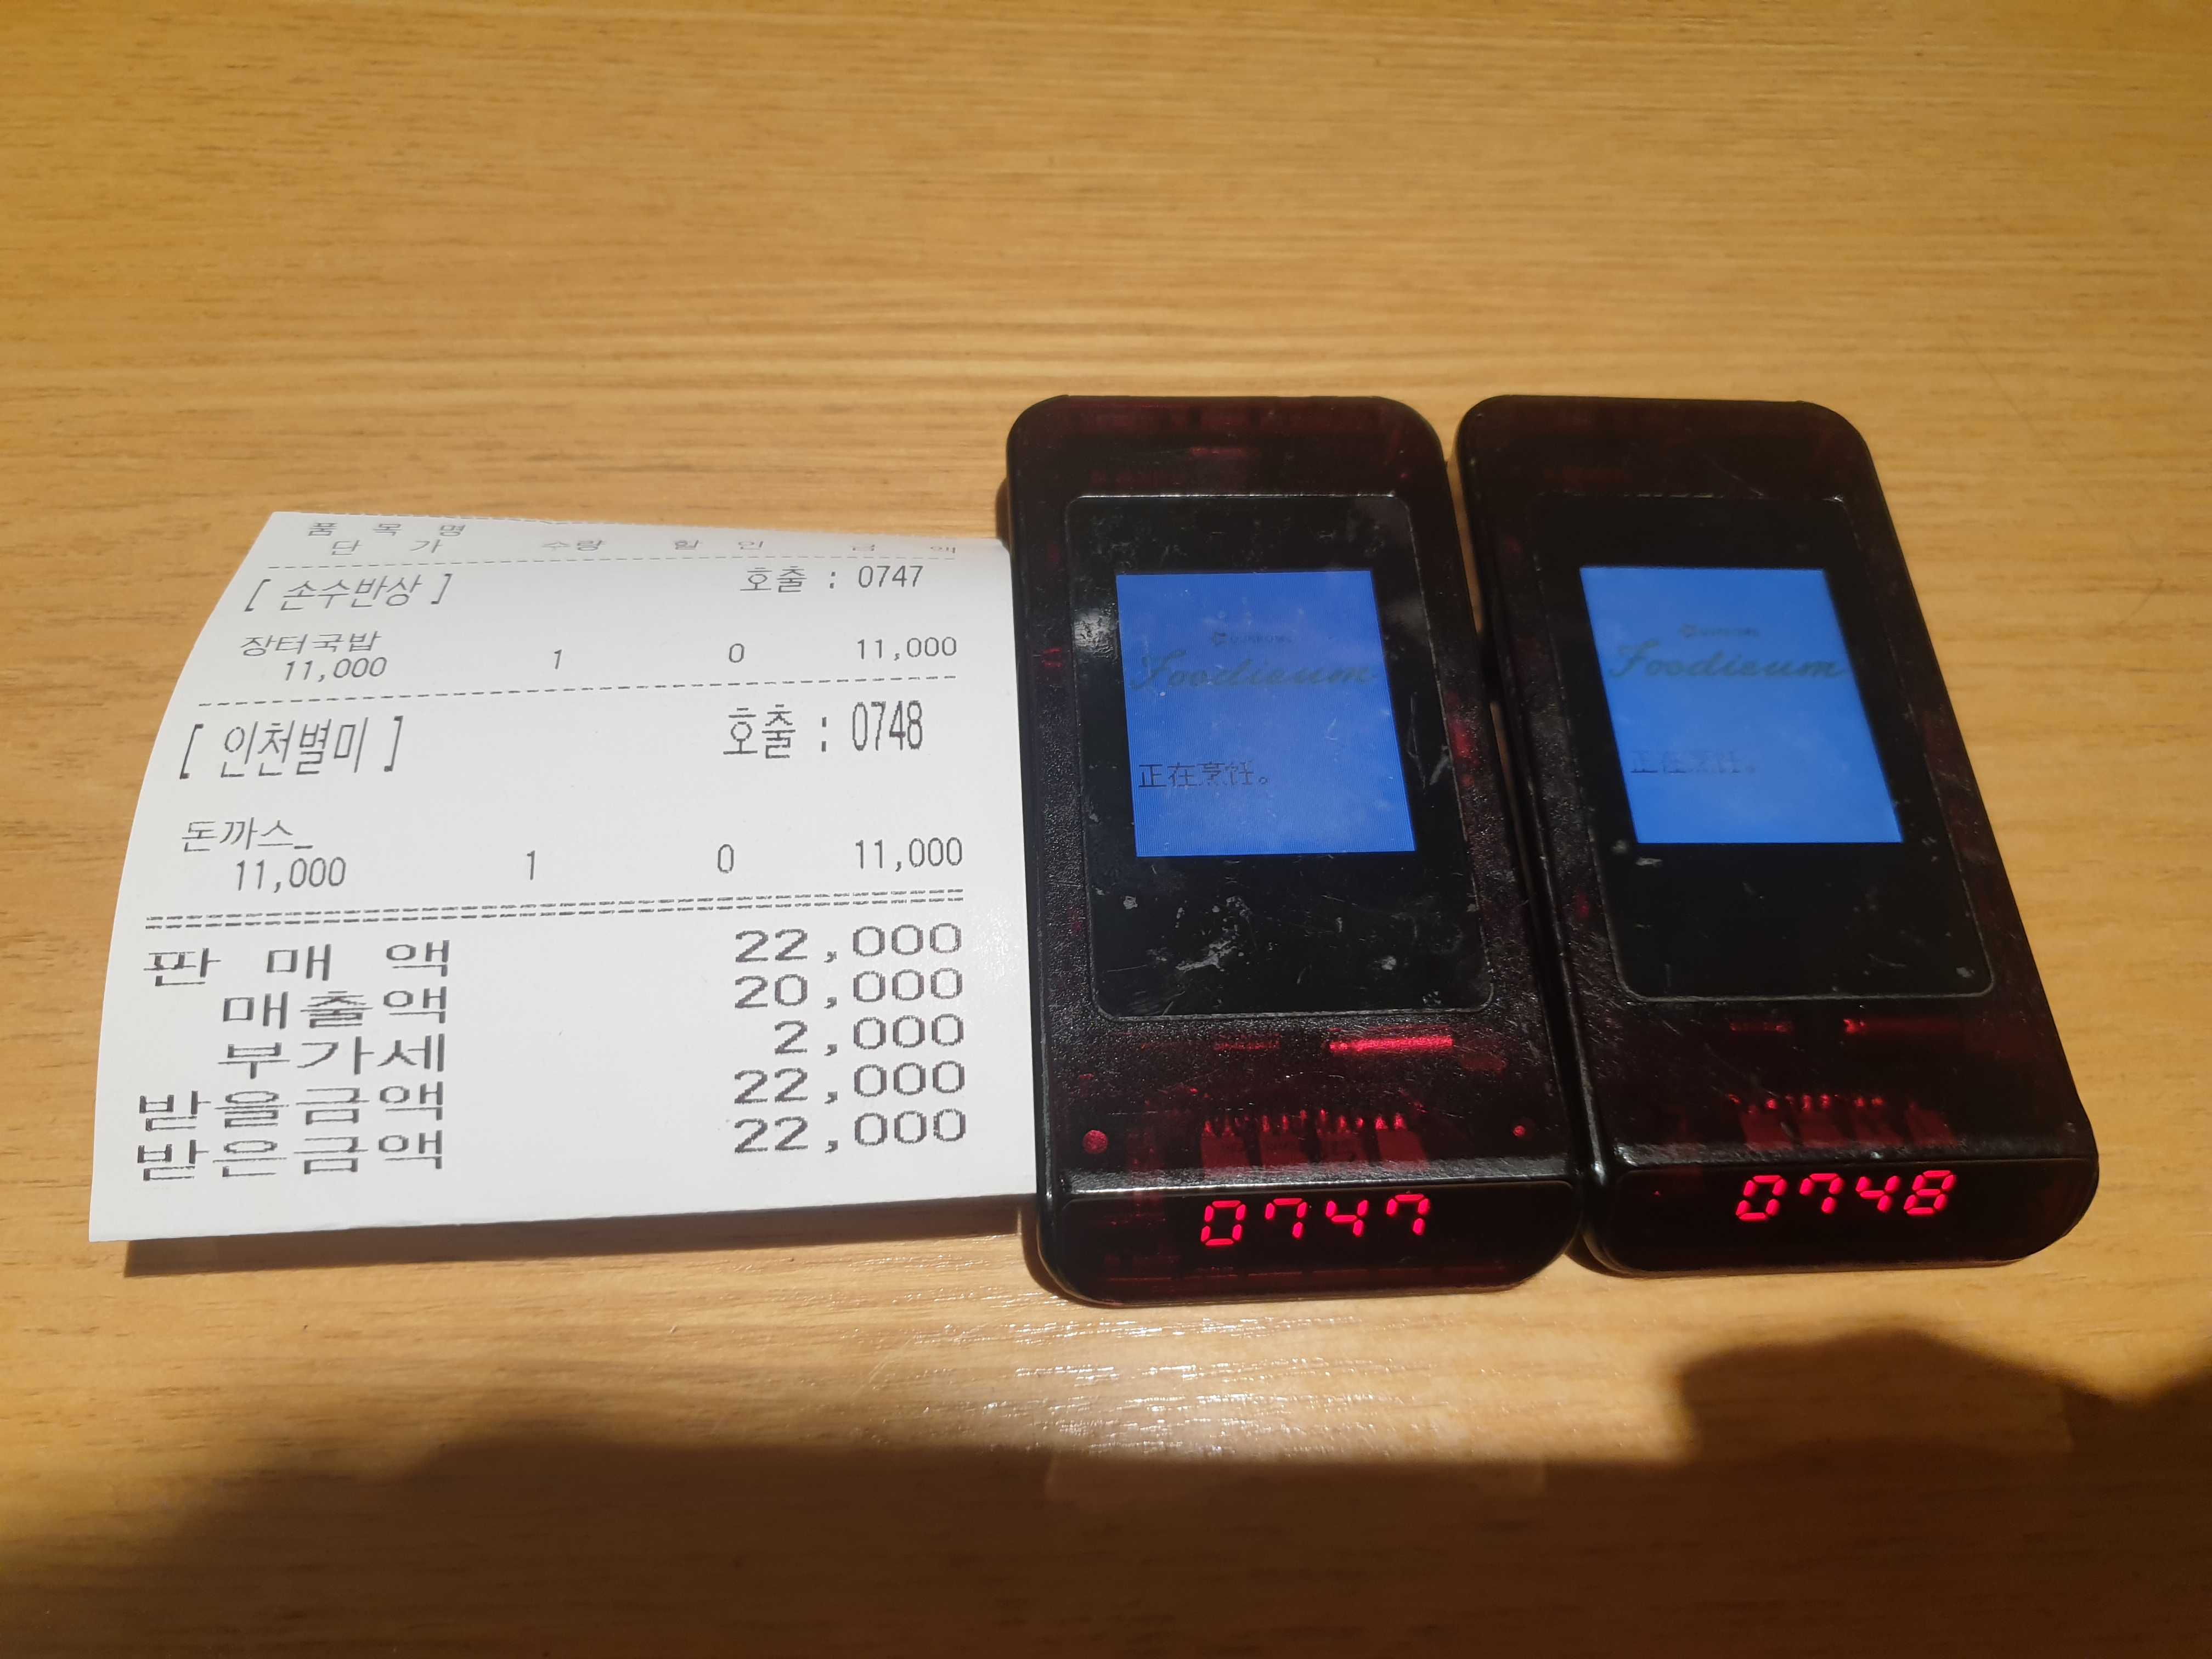 품 목 명
단 가 수량 할 인 금 액
[ 손수반상 ] 호출 : 0747
장터국밥
11,000 1 0 11,000
[ 인천별미 ] 호출 : 0748
돈까스_
11,000 1 0 11,000
판 매 액 22,000
매출액 20,000
부가세 2,000
받을금액 22,000
받은금액 22,000
Foodieum
正在烹饪。
0747
Foodieum
正在烹饪。
0748